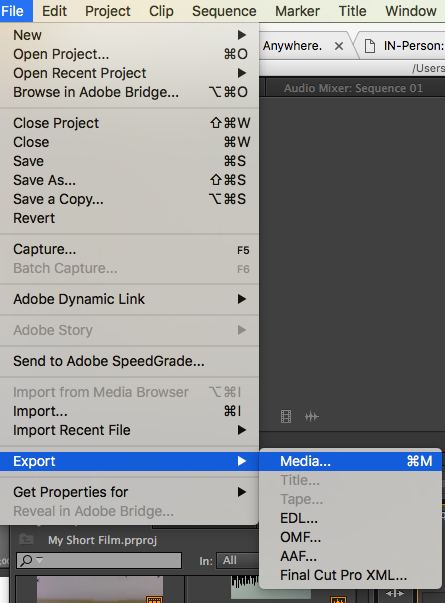 File Edit Project Clip Sequence Marker Title Window
New
Anywhere. × IN-Person:
Open Project... ⌘O
/Users
Open Recent Project
Browse in Adobe Bridge... ⌥⌘O
Audio Mixer: Sequence 01
Close Project ⇧⌘W
Close ⌘W
Save ⌘S
Save As... ⇧⌘S
Save a Copy... ⌥⌘S
Revert
Capture... F5
Batch Capture... F6
Adobe Dynamic Link
Adobe Story
Send to Adobe SpeedGrade...
Import from Media Browser ⌥⌘I
Import... ⌘I
Import Recent File
Export
Media... ⌘M
Title...
Tape...
EDL...
OMF...
AAF...
Final Cut Pro XML...
Get Properties for
Reveal in Adobe Bridge...
My Short Film.prproj
In: All